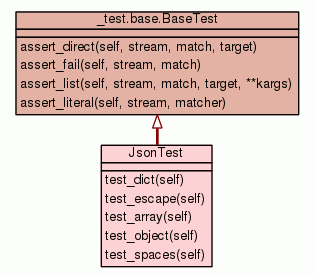 _test.base.BaseTest
assert_direct(self, stream, match, target)
assert_fail(self, stream, match)
assert_list(self, stream, match, target, **kargs)
assert_literal(self, stream, matcher)
JsonTest
test_dict(self)
test_escape(self)
test_array(self)
test_object(self)
test_spaces(self)